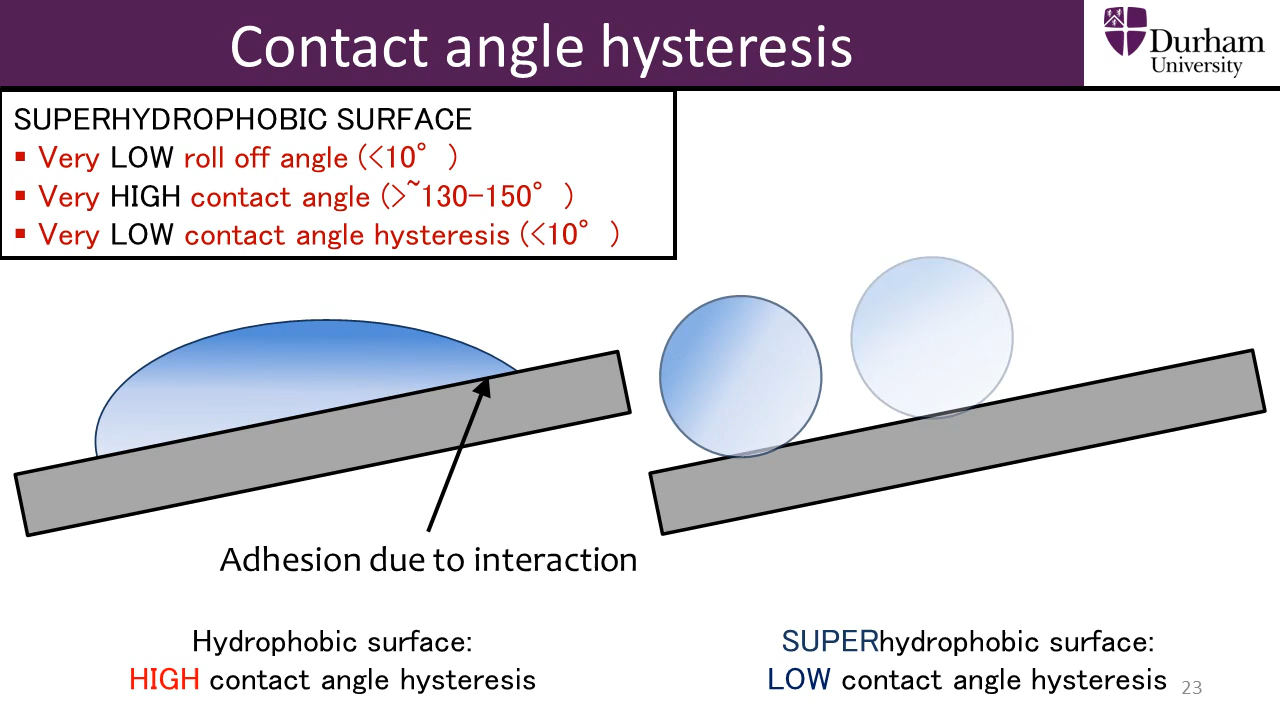 Contact angle hysteresis
Durham
University
SUPERHYDROPHOBIC SURFACE
▪ Very LOW roll off angle (<10° )
▪ Very HIGH contact angle (>~130-150° )
▪ Very LOW contact angle hysteresis (<10° )
Adhesion due to interaction
Hydrophobic surface:
HIGH contact angle hysteresis
SUPERhydrophobic surface:
LOW contact angle hysteresis
23